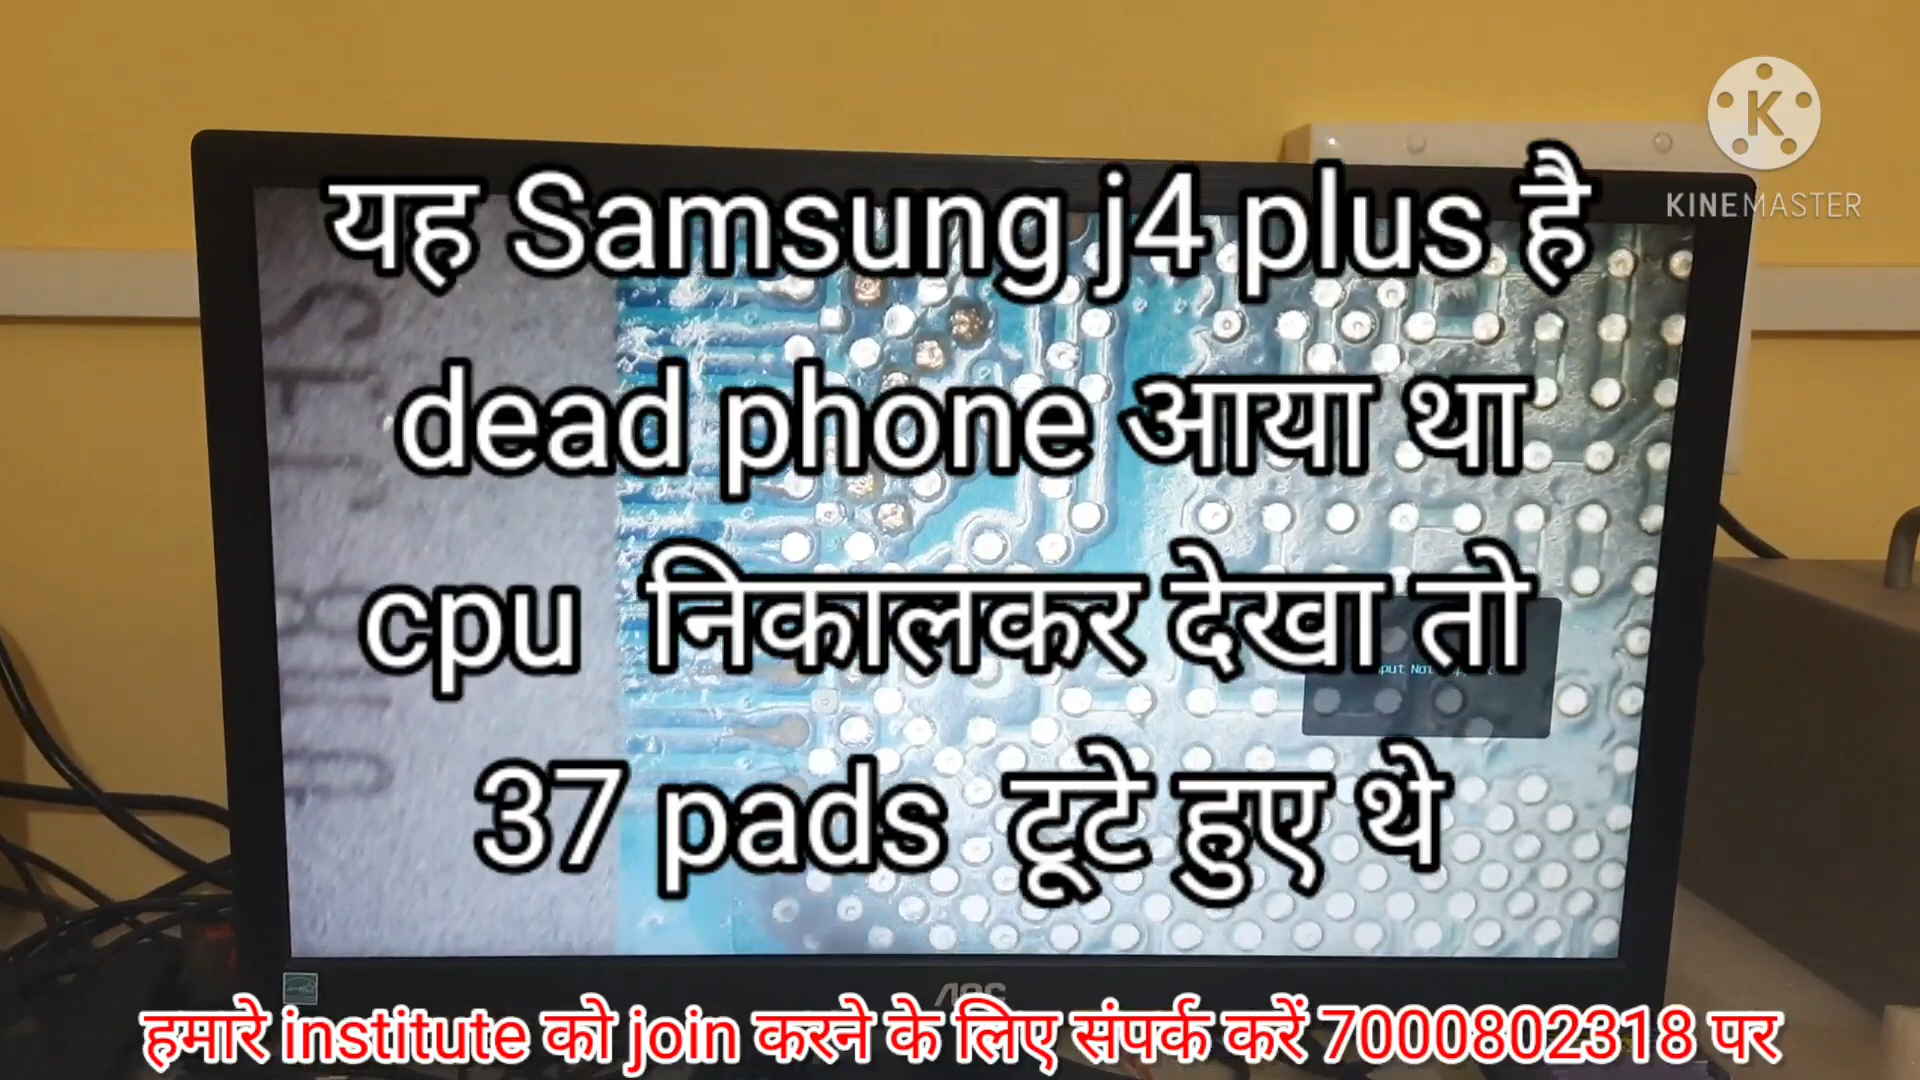 KINEMASTER
यह Samsung j4 plus है
dead phone आया था
cpu निकालकर देखा तो
37 pads टूटे हुए थे
AOC
हमारे institute को join करने के लिए संपर्क करें 7000802318 पर